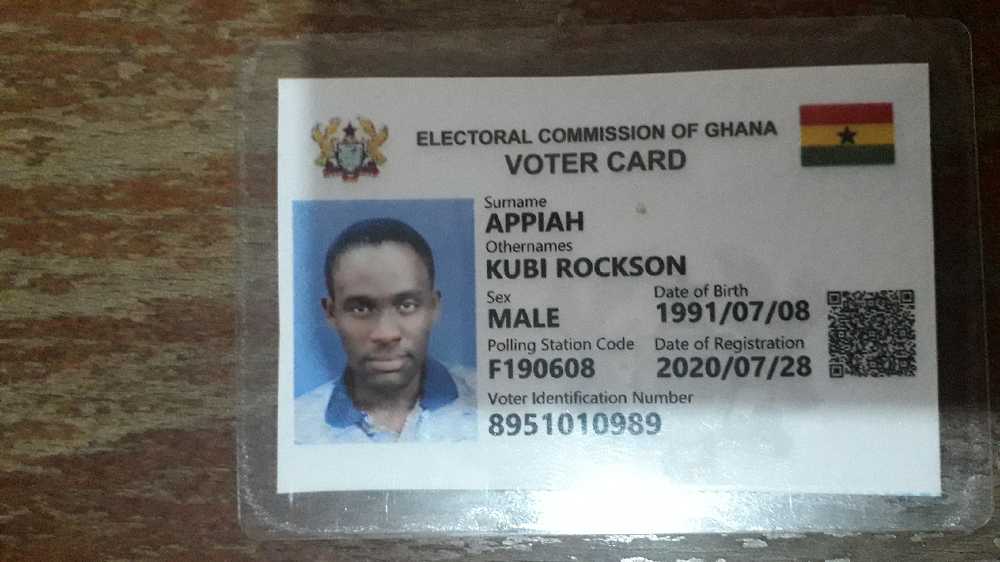 ELECTORAL COMMISSION OF GHANA
VOTER CARD
Surname
APPIAH
Othernames
KUBI ROCKSON
Sex Date of Birth
MALE 1991/07/08
Polling Station Code Date of Registration
F190608 2020/07/28
Voter Identification Number
8951010989